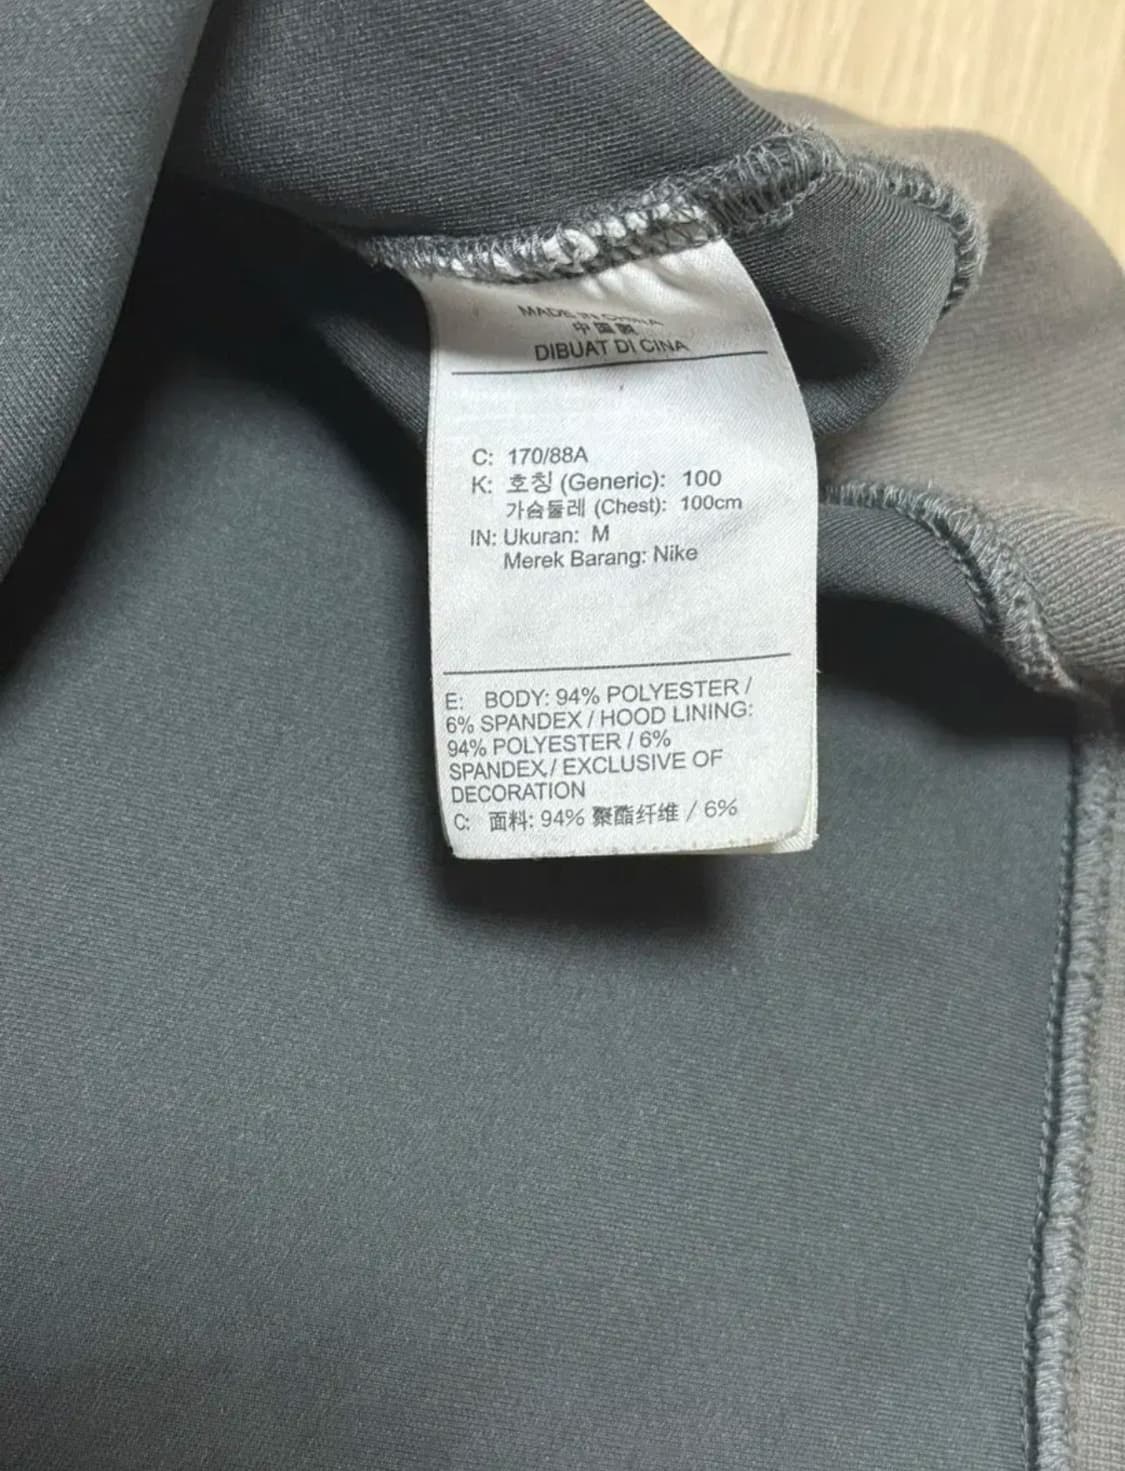 MADE IN CHINA
中國製
DIBUAT DI CINA
C: 170/88A
K: 호칭 (Generic): 100
가슴둘레 (Chest): 100cm
IN: Ukuran: M
Merek Barang: Nike
E: BODY: 94% POLYESTER /
6% SPANDEX / HOOD LINING:
94% POLYESTER / 6%
SPANDEX / EXCLUSIVE OF
DECORATION
C: 面料: 94% 聚酯纤维 / 6%